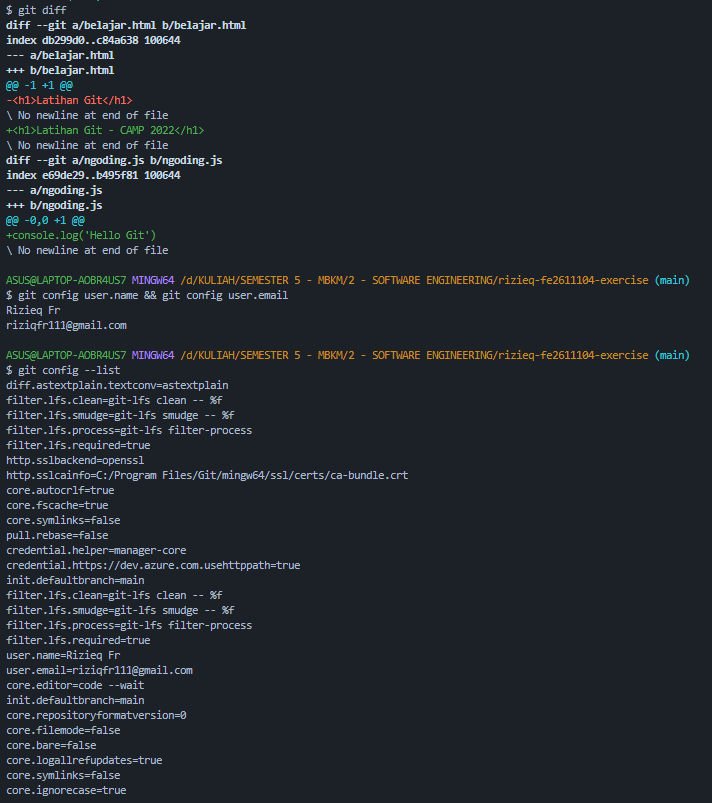 $ git diff
diff --git a/belajar.html b/belajar.html
index db299d0..c84a638 100644
--- a/belajar.html
+++ b/belajar.html
@@ -1 +1 @@
-<h1>Latihan Git</h1>
\ No newline at end of file
+<h1>Latihan Git - CAMP 2022</h1>
\ No newline at end of file
diff --git a/ngoding.js b/ngoding.js
index e69de29..b495f81 100644
--- a/ngoding.js
+++ b/ngoding.js
@@ -0,0 +1 @@
+console.log('Hello Git')
\ No newline at end of file
ASUS@LAPTOP-AOBR4US7 MINGW64 /d/KULIAH/SEMESTER 5 - MBKM/2 - SOFTWARE ENGINEERING/rizieq-fe2611104-exercise (main)
$ git config user.name && git config user.email
Rizieq Fr
riziqfr111@gmail.com
ASUS@LAPTOP-AOBR4US7 MINGW64 /d/KULIAH/SEMESTER 5 - MBKM/2 - SOFTWARE ENGINEERING/rizieq-fe2611104-exercise (main)
$ git config --list
diff.astextplain.textconv=astextplain
filter.lfs.clean=git-lfs clean -- %f
filter.lfs.smudge=git-lfs smudge -- %f
filter.lfs.process=git-lfs filter-process
filter.lfs.required=true
http.sslbackend=openssl
http.sslcainfo=C:/Program Files/Git/mingw64/ssl/certs/ca-bundle.crt
core.autocrlf=true
core.fscache=true
core.symlinks=false
pull.rebase=false
credential.helper=manager-core
credential.https://dev.azure.com.usehttppath=true
init.defaultbranch=main
filter.lfs.clean=git-lfs clean -- %f
filter.lfs.smudge=git-lfs smudge -- %f
filter.lfs.process=git-lfs filter-process
filter.lfs.required=true
user.name=Rizieq Fr
user.email=riziqfr111@gmail.com
core.editor=code --wait
init.defaultbranch=main
core.repositoryformatversion=0
core.filemode=false
core.bare=false
core.logallrefupdates=true
core.symlinks=false
core.ignorecase=true